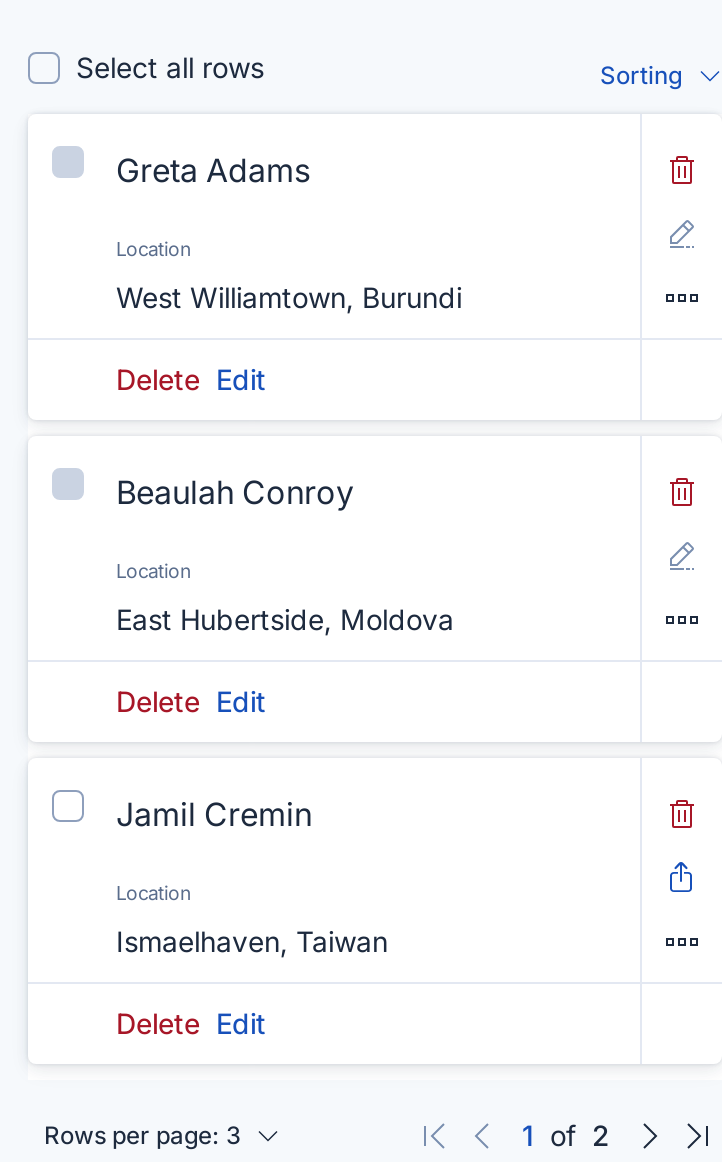 Select all rows
Sorting
Greta Adams
Location
West Williamtown, Burundi
Delete Edit
Beaulah Conroy
Location
East Hubertside, Moldova
Delete Edit
Jamil Cremin
Location
Ismaelhaven, Taiwan
Delete Edit
Rows per page: 3 1 of 2